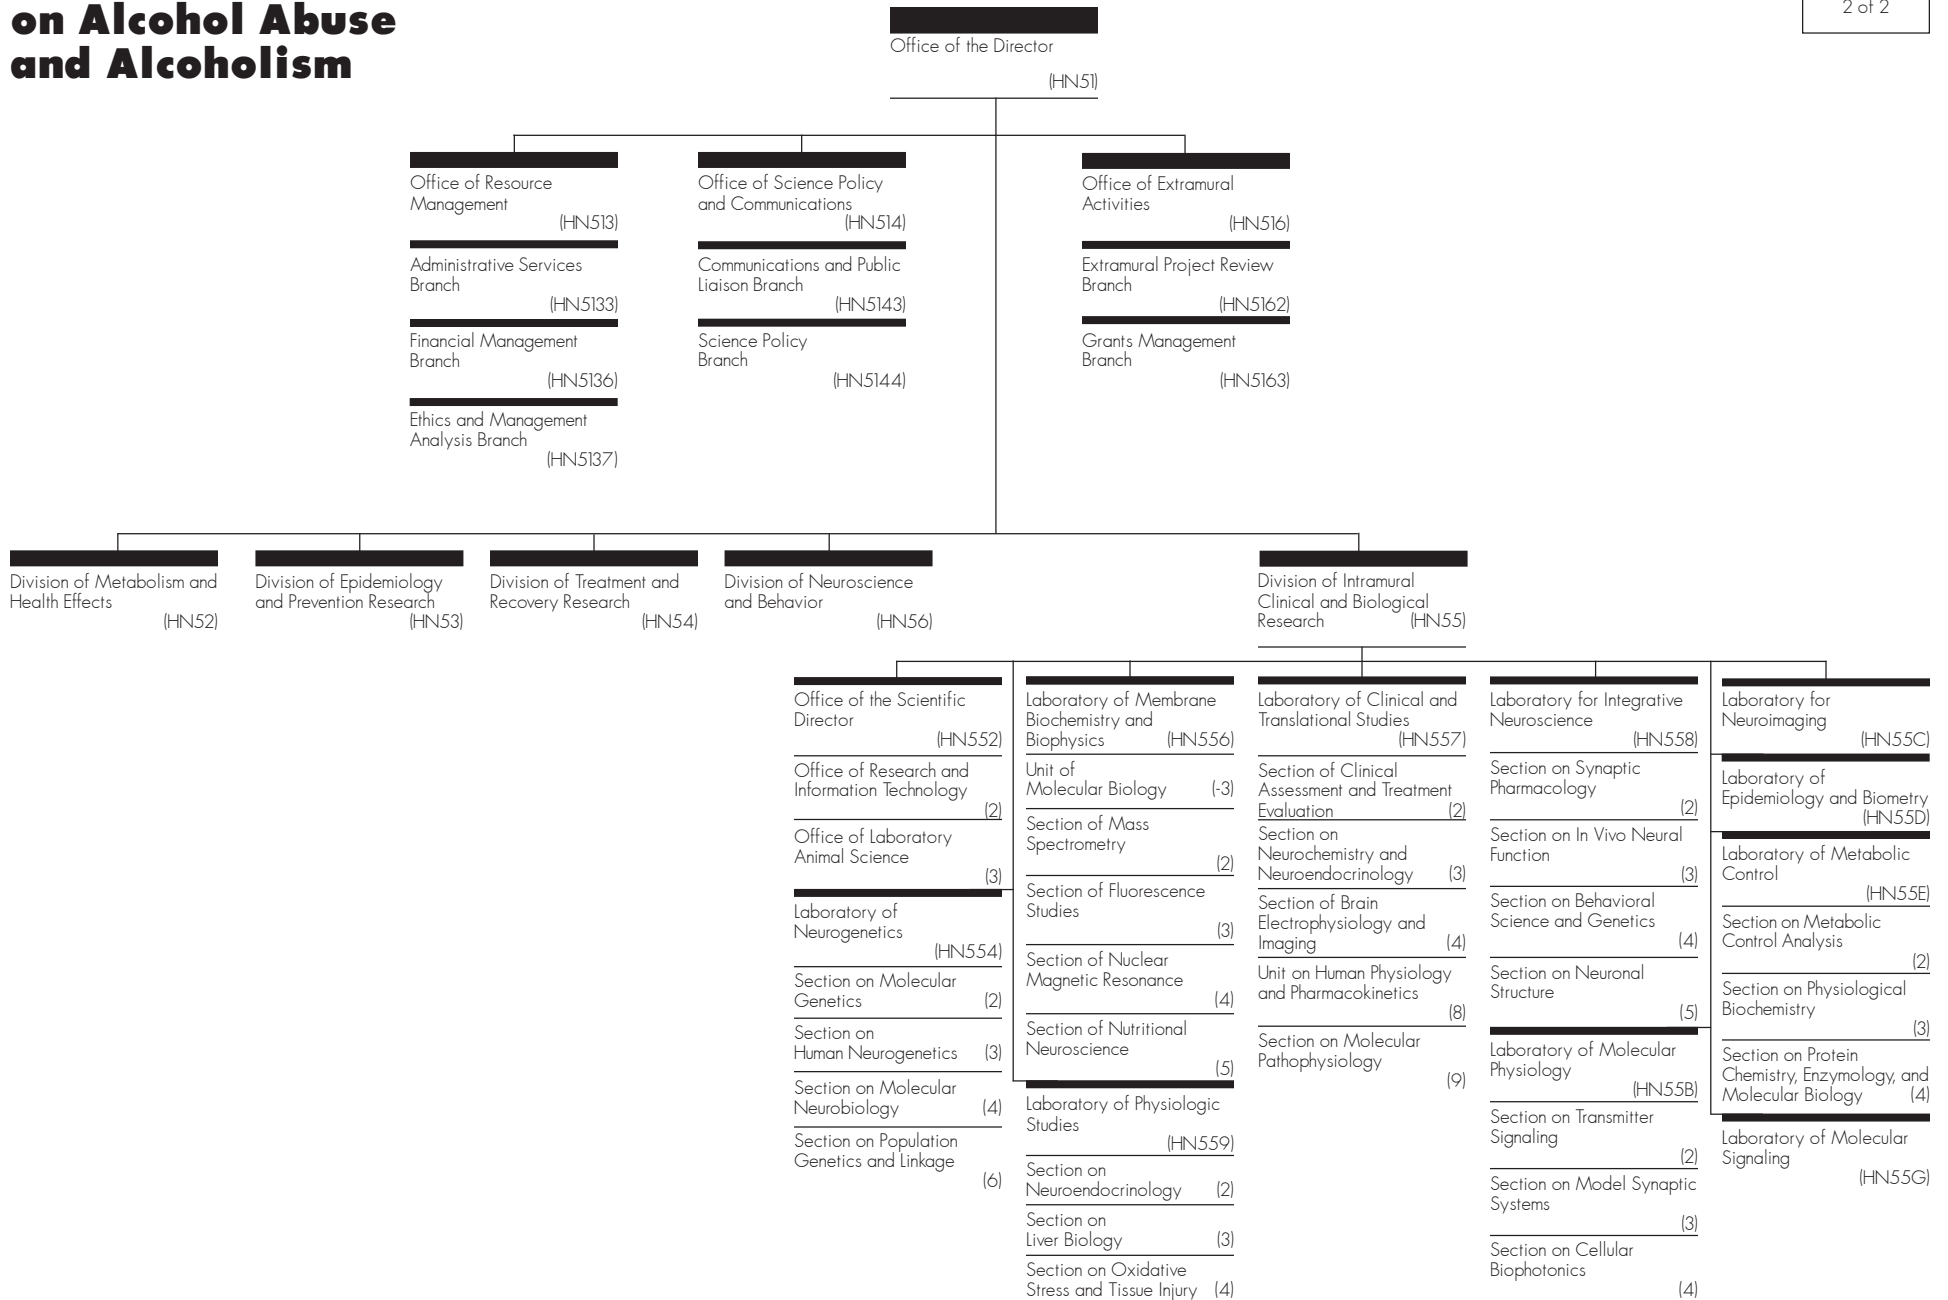 on Alcohol Abuse
and Alcoholism
2 of 2
Office of the Director
(HN51)
Office of Resource
Management
(HN513)
Administrative Services
Branch
(HN5133)
Financial Management
Branch
(HN5136)
Ethics and Management
Analysis Branch
(HN5137)
Office of Science Policy
and Communications
(HN514)
Communications and Public
Liaison Branch
(HN5143)
Science Policy
Branch
(HN5144)
Office of Extramural
Activities
(HN516)
Extramural Project Review
Branch
(HN5162)
Grants Management
Branch
(HN5163)
Division of Metabolism and
Health Effects
(HN52)
Division of Epidemiology
and Prevention Research
(HN53)
Division of Treatment and
Recovery Research
(HN54)
Division of Neuroscience
and Behavior
(HN56)
Division of Intramural
Clinical and Biological
Research (HN55)
Office of the Scientific
Director
(HN552)
Office of Research and
Information Technology
(2)
Office of Laboratory
Animal Science
(3)
Laboratory of
Neurogenetics
(HN554)
Section on Molecular
Genetics (2)
Section on
Human Neurogenetics (3)
Section on Molecular
Neurobiology (4)
Section on Population
Genetics and Linkage
(6)
Laboratory of Membrane
Biochemistry and
Biophysics (HN556)
Unit of
Molecular Biology (-3)
Section of Mass
Spectrometry
(2)
Section of Fluorescence
Studies
(3)
Section of Nuclear
Magnetic Resonance
(4)
Section of Nutritional
Neuroscience
(5)
Laboratory of Physiologic
Studies
(HN559)
Section on
Neuroendocrinology (2)
Section on
Liver Biology (3)
Section on Oxidative
Stress and Tissue Injury (4)
Laboratory of Clinical and
Translational Studies
(HN557)
Section of Clinical
Assessment and Treatment
Evaluation (2)
Section on
Neurochemistry and
Neuroendocrinology (3)
Section of Brain
Electrophysiology and
Imaging (4)
Unit on Human Physiology
and Pharmacokinetics
(8)
Section on Molecular
Pathophysiology
(9)
Laboratory for Integrative
Neuroscience
(HN558)
Section on Synaptic
Pharmacology
(2)
Section on In Vivo Neural
Function
(3)
Section on Behavioral
Science and Genetics
(4)
Section on Neuronal
Structure
(5)
Laboratory of Molecular
Physiology
(HN55B)
Section on Transmitter
Signaling
(2)
Section on Model Synaptic
Systems
(3)
Section on Cellular
Biophotonics
(4)
Laboratory for
Neuroimaging
(HN55C)
Laboratory of
Epidemiology and Biometry
(HN55D)
Laboratory of Metabolic
Control
(HN55E)
Section on Metabolic
Control Analysis
(2)
Section on Physiological
Biochemistry
(3)
Section on Protein
Chemistry, Enzymology, and
Molecular Biology (4)
Laboratory of Molecular
Signaling
(HN55G)